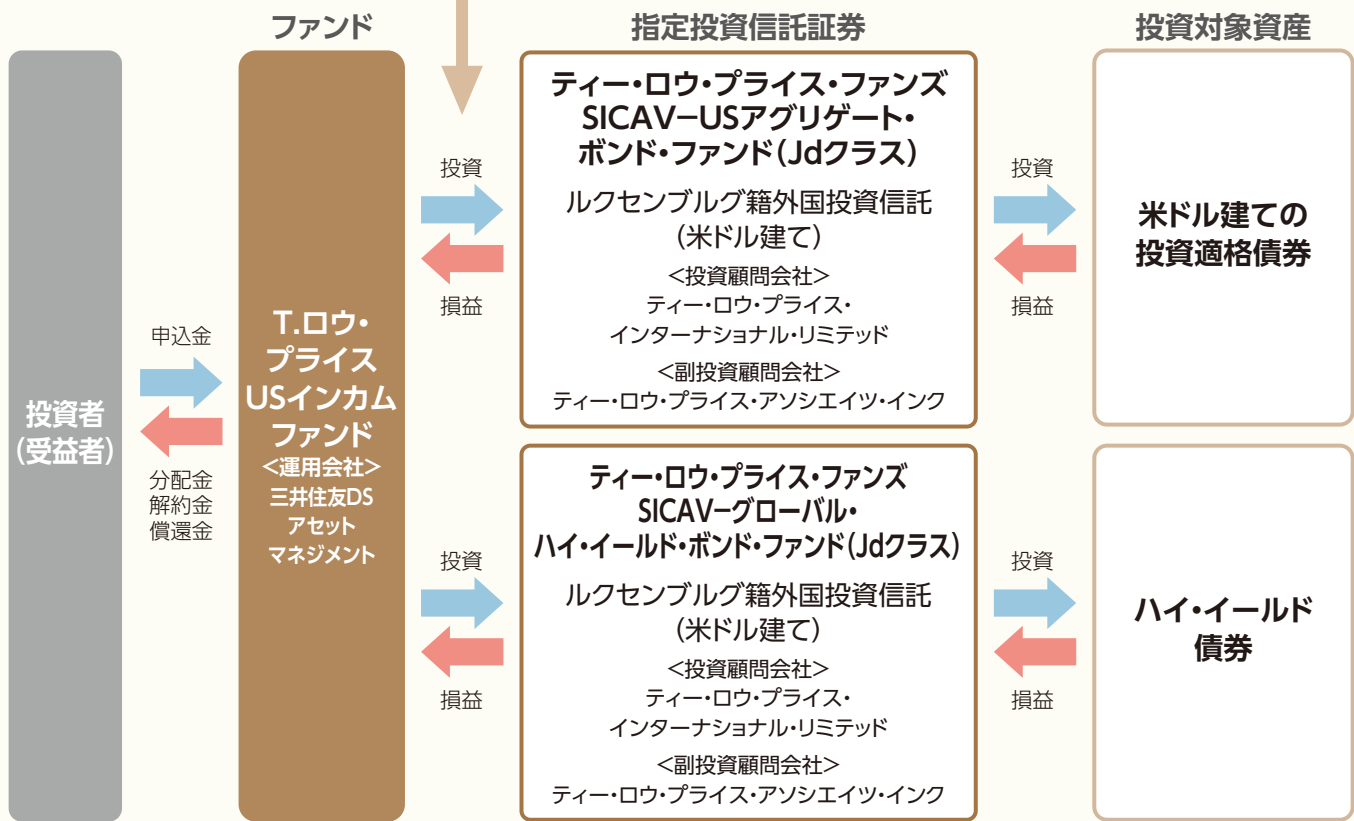 ファンド
指定投資信託証券
投資対象資産
投資者
(受益者)
申込金
分配金
解約金
償還金
T.ロウ・
プライス
USインカム
ファンド
<運用会社>
三井住友DS
アセット
マネジメント
投資
損益
ティー・ロウ・プライス・ファンズ
SICAV−USアグリゲート・
ボンド・ファンド(Jdクラス)
ルクセンブルグ籍外国投資信託
(米ドル建て)
<投資顧問会社>
ティー・ロウ・プライス・
インターナショナル・リミテッド
<副投資顧問会社>
ティー・ロウ・プライス・アソシエイツ・インク
投資
損益
米ドル建ての
投資適格債券
投資
損益
ティー・ロウ・プライス・ファンズ
SICAV−グローバル・
ハイ・イールド・ボンド・ファンド(Jdクラス)
ルクセンブルグ籍外国投資信託
(米ドル建て)
<投資顧問会社>
ティー・ロウ・プライス・
インターナショナル・リミテッド
<副投資顧問会社>
ティー・ロウ・プライス・アソシエイツ・インク
投資
損益
ハイ・イールド
債券